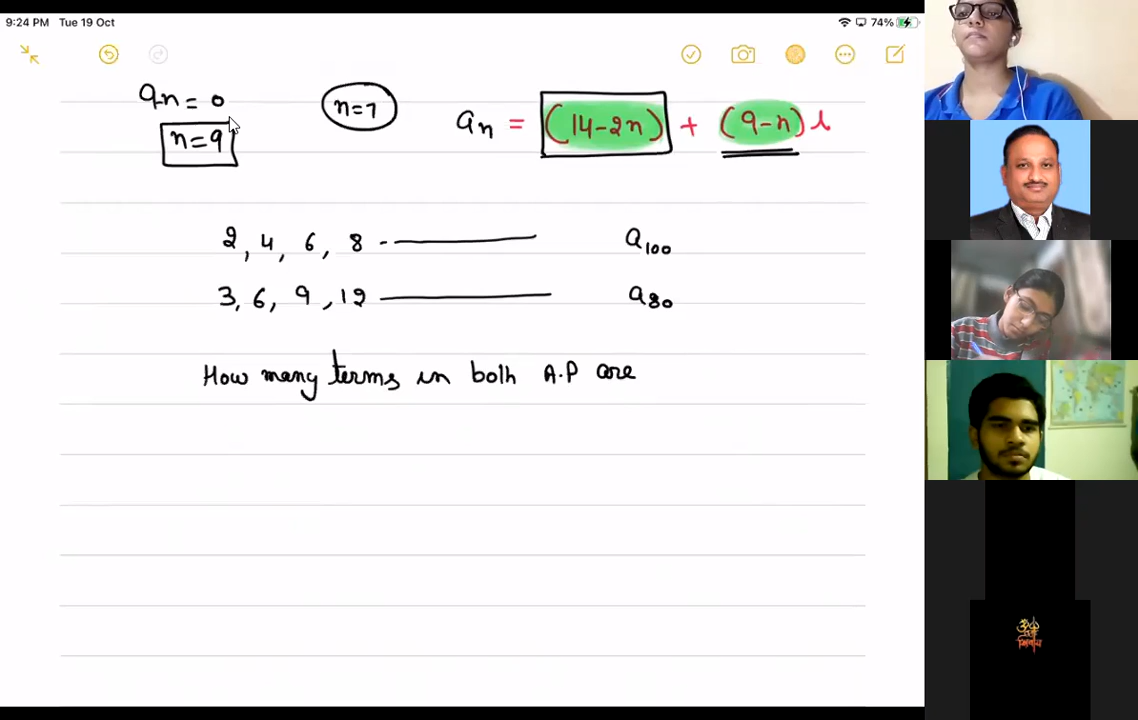 9:24 PM Tue 19 Oct 74%
an = 0
n=9
n=7
an = (14-2n) + (9-n) i
2, 4, 6, 8 a100
3, 6, 9, 12 a80
How many terms in both A.P are